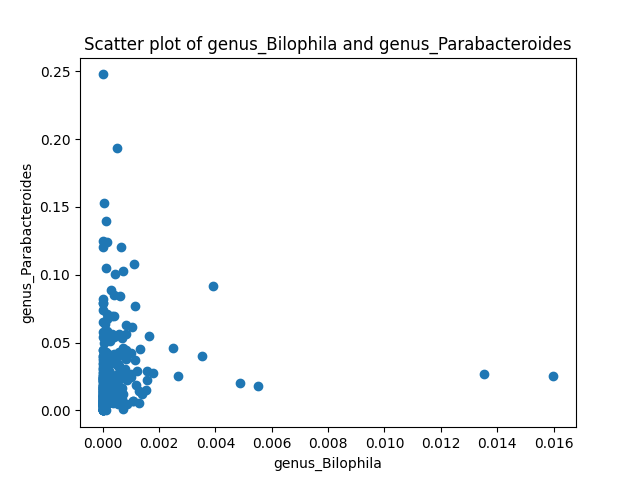 Scatter plot of genus_Bilophila and genus_Parabacteroides
0.25
0.20
0.15
0.10
0.05
0.00
genus_Parabacteroides
0.000 0.002 0.004 0.006 0.008 0.010 0.012 0.014 0.016
genus_Bilophila